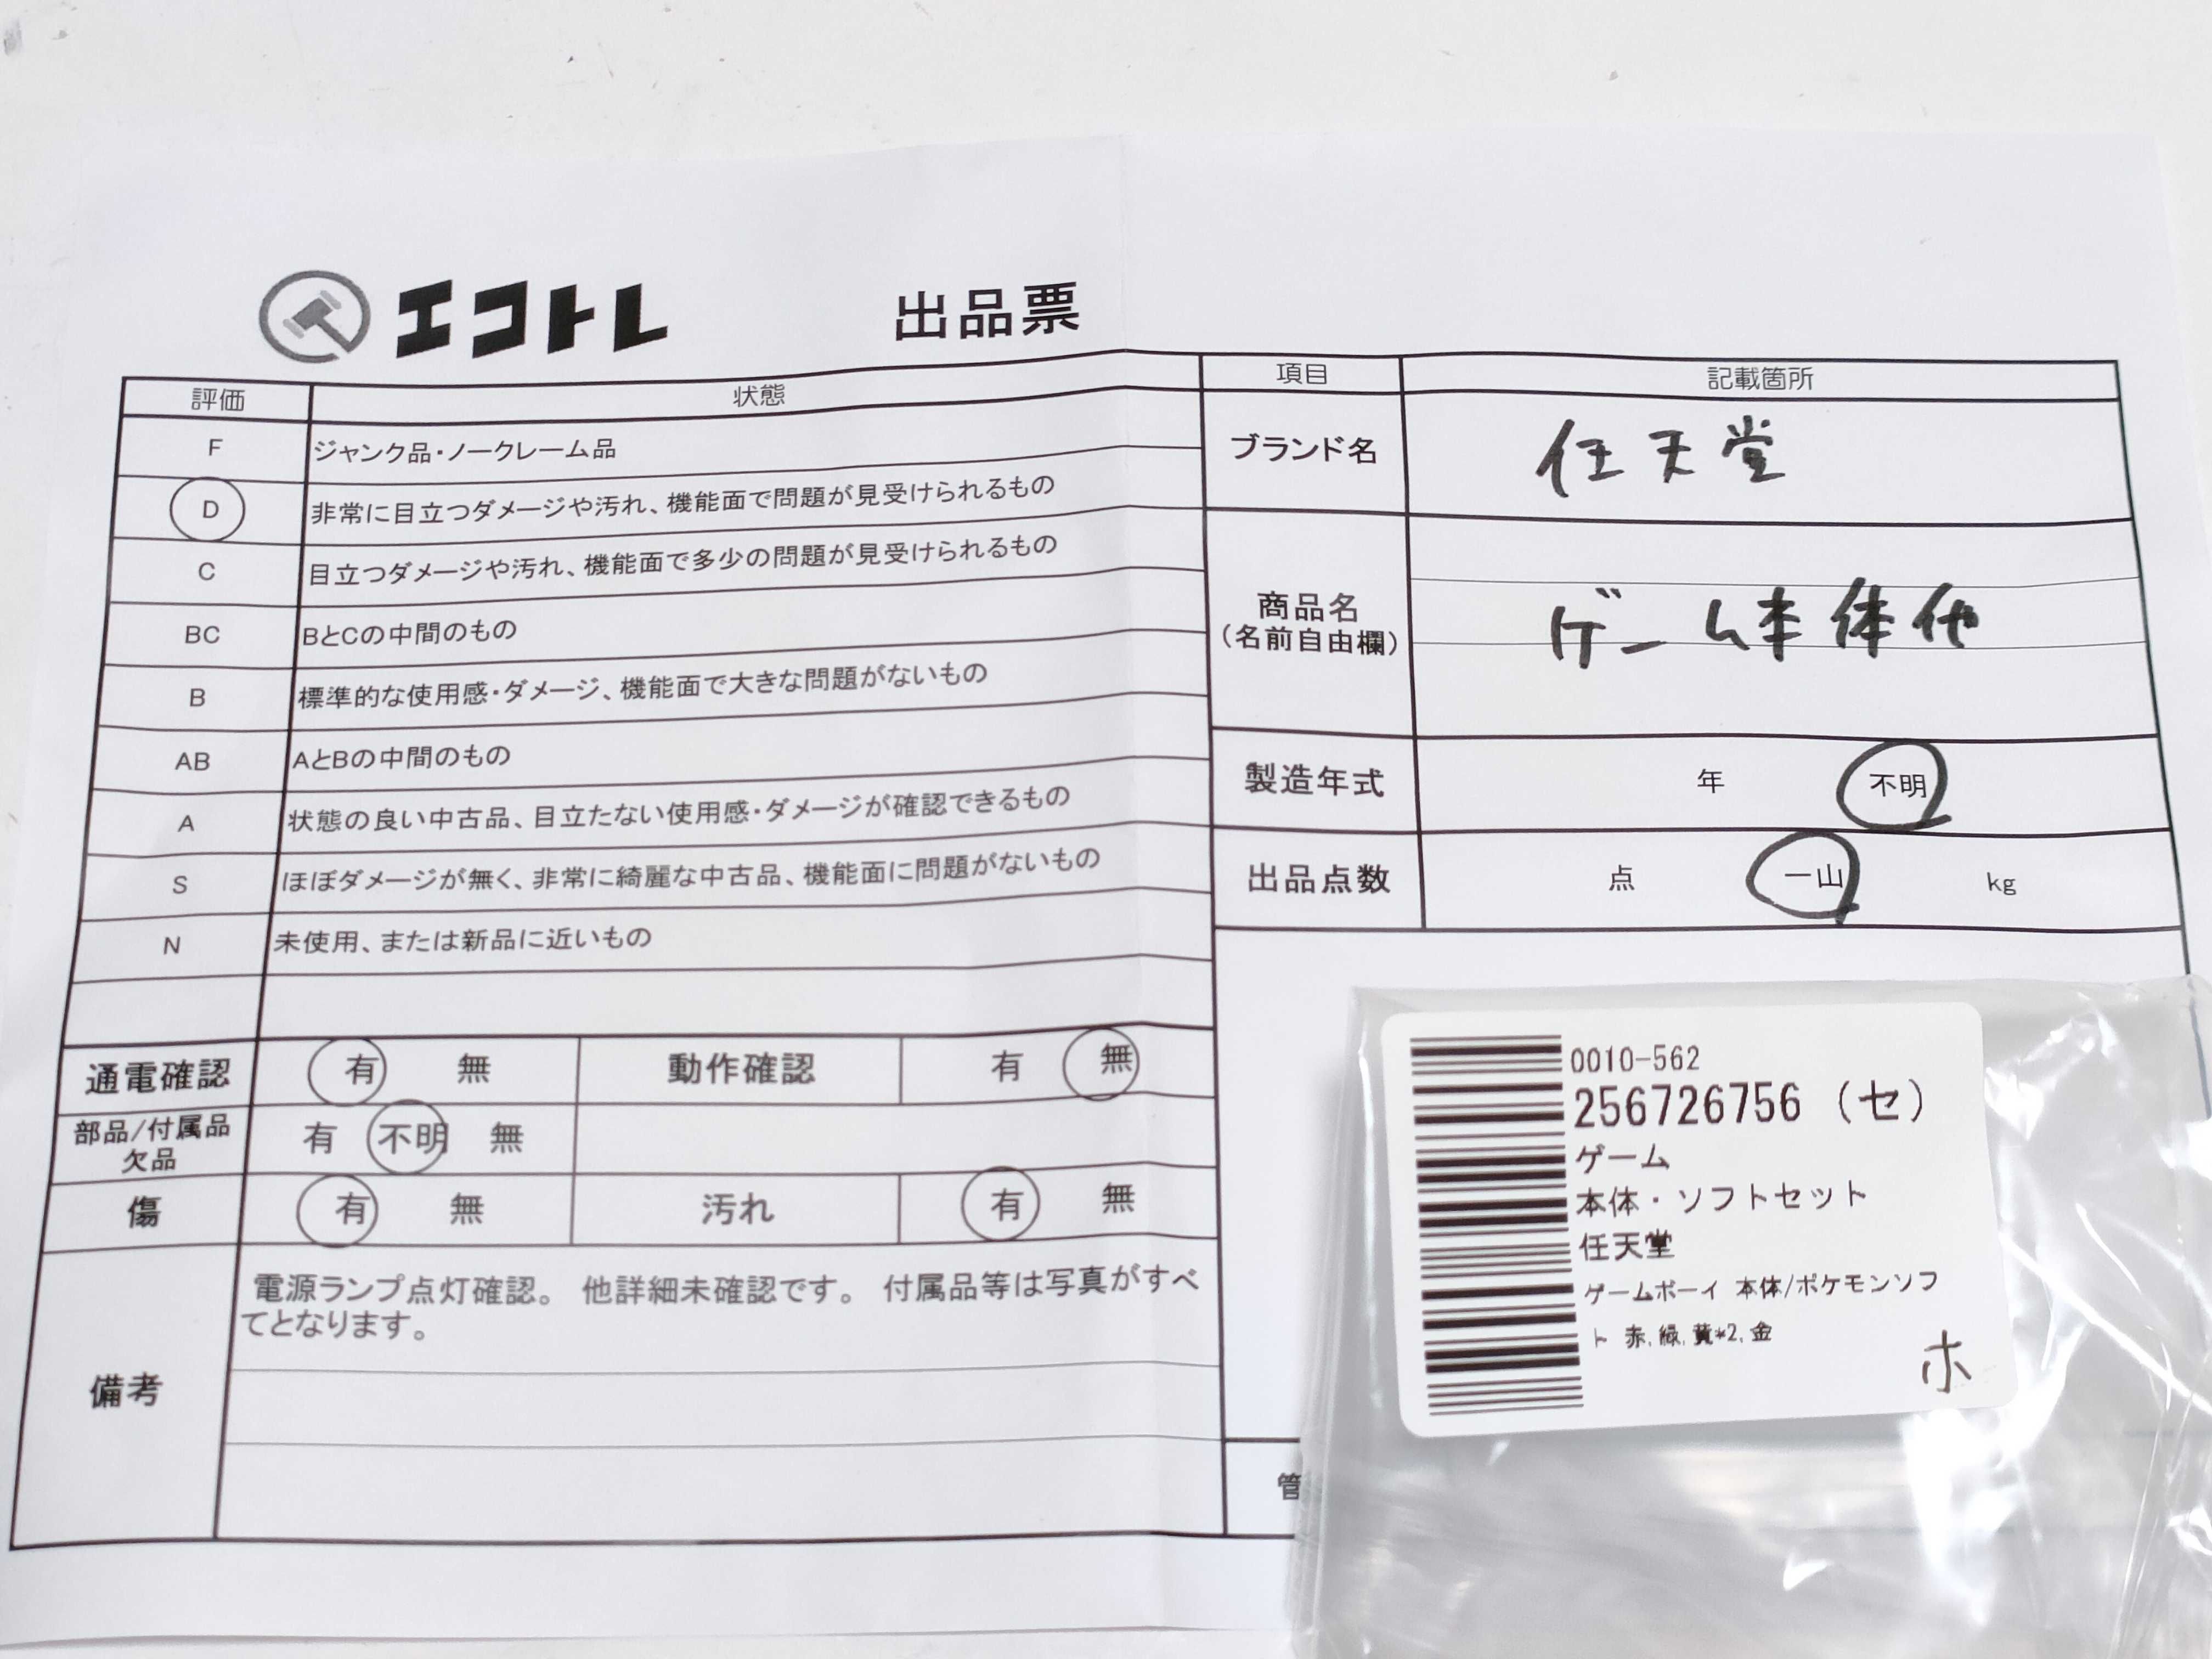 エコトレ
出品票
評価 状態
F ジャンク品・ノークレーム品
D 非常に目立つダメージや汚れ、機能面で問題が見受けられるもの
C 目立つダメージや汚れ、機能面で多少の問題が見受けられるもの
BC BとCの中間のもの
B 標準的な使用感・ダメージ、機能面で大きな問題がないもの
AB AとBの中間のもの
A 状態の良い中古品、目立たない使用感・ダメージが確認できるもの
S ほぼダメージが無く、非常に綺麗な中古品、機能面に問題がないもの
N 未使用、または新品に近いもの
通電確認 有 無 動作確認 有 無
部品/付属品
欠品 有 不明 無
傷 有 無 汚れ 有 無
備考
電源ランプ点灯確認。 他詳細未確認です。 付属品等は写真がすべ
てとなります。
項目 記載箇所
ブランド名 任天堂
商品名
(名前自由欄)
ゲーム本体他
製造年式 年 不明
出品点数 点 一山 kg
管
0010-562
256726756 (セ)
ゲーム
本体・ソフトセット
任天堂
ゲームボーイ 本体/ポケモンソフ
ト 赤,緑,黄*2,金
ホ